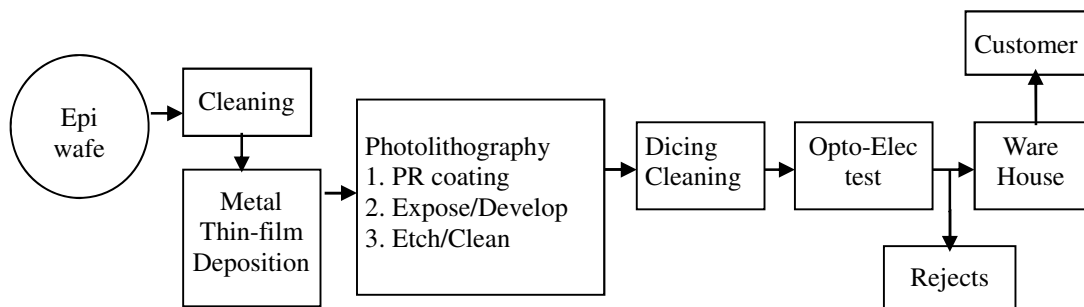 Epi
wafe
Cleaning
Metal
Thin-film
Deposition
Photolithography
1. PR coating
2. Expose/Develop
3. Etch/Clean
Dicing
Cleaning
Opto-Elec
test
Ware
House
Customer
Rejects